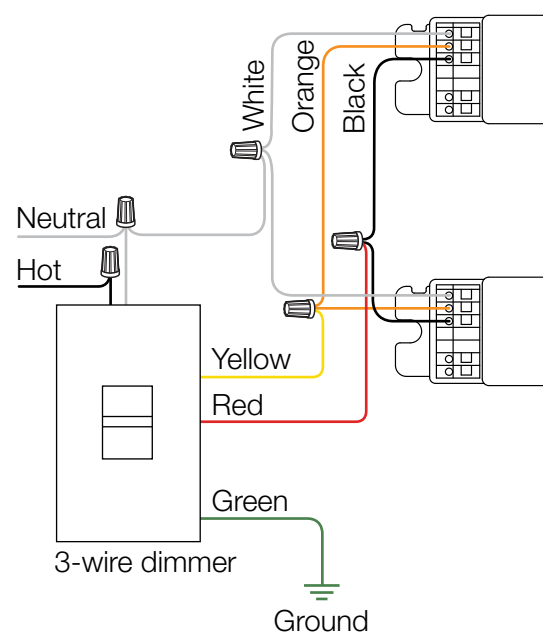 White
Orange
Black
Neutral
Hot
Yellow
Red
Green
3-wire dimmer
Ground